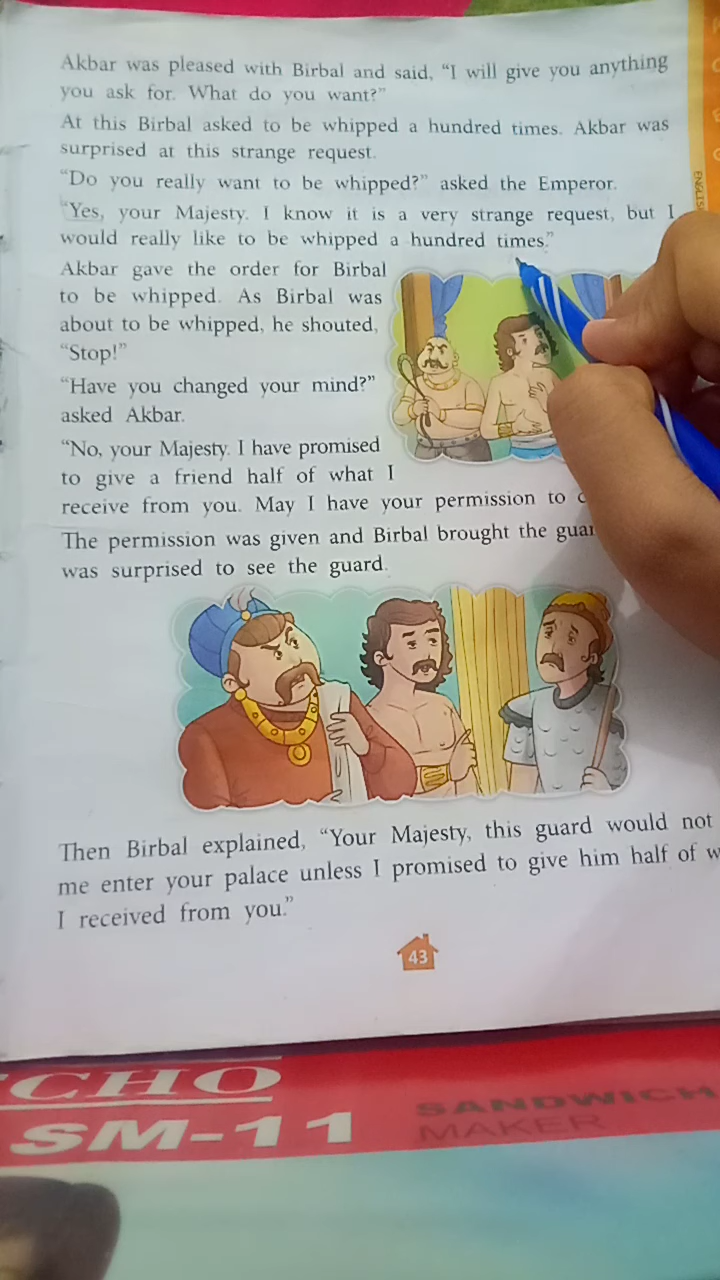 Akbar was pleased with Birbal and said, “I will give you anything
you ask for. What do you want?”
At this Birbal asked to be whipped a hundred times. Akbar was
surprised at this strange request.
“Do you really want to be whipped?” asked the Emperor.
“Yes, your Majesty. I know it is a very strange request, but I
would really like to be whipped a hundred times.”
Akbar gave the order for Birbal
to be whipped. As Birbal was
about to be whipped, he shouted,
“Stop!”
“Have you changed your mind?”
asked Akbar.
“No, your Majesty. I have promised
to give a friend half of what I
receive from you. May I have your permission to
The permission was given and Birbal brought the
was surprised to see the guard.
Then Birbal explained, “Your Majesty, this guard would not
me enter your palace unless I promised to give him half of
I received from you.”
43
ENGLIS
CHO
SM-11
SANDWICH
MAKER